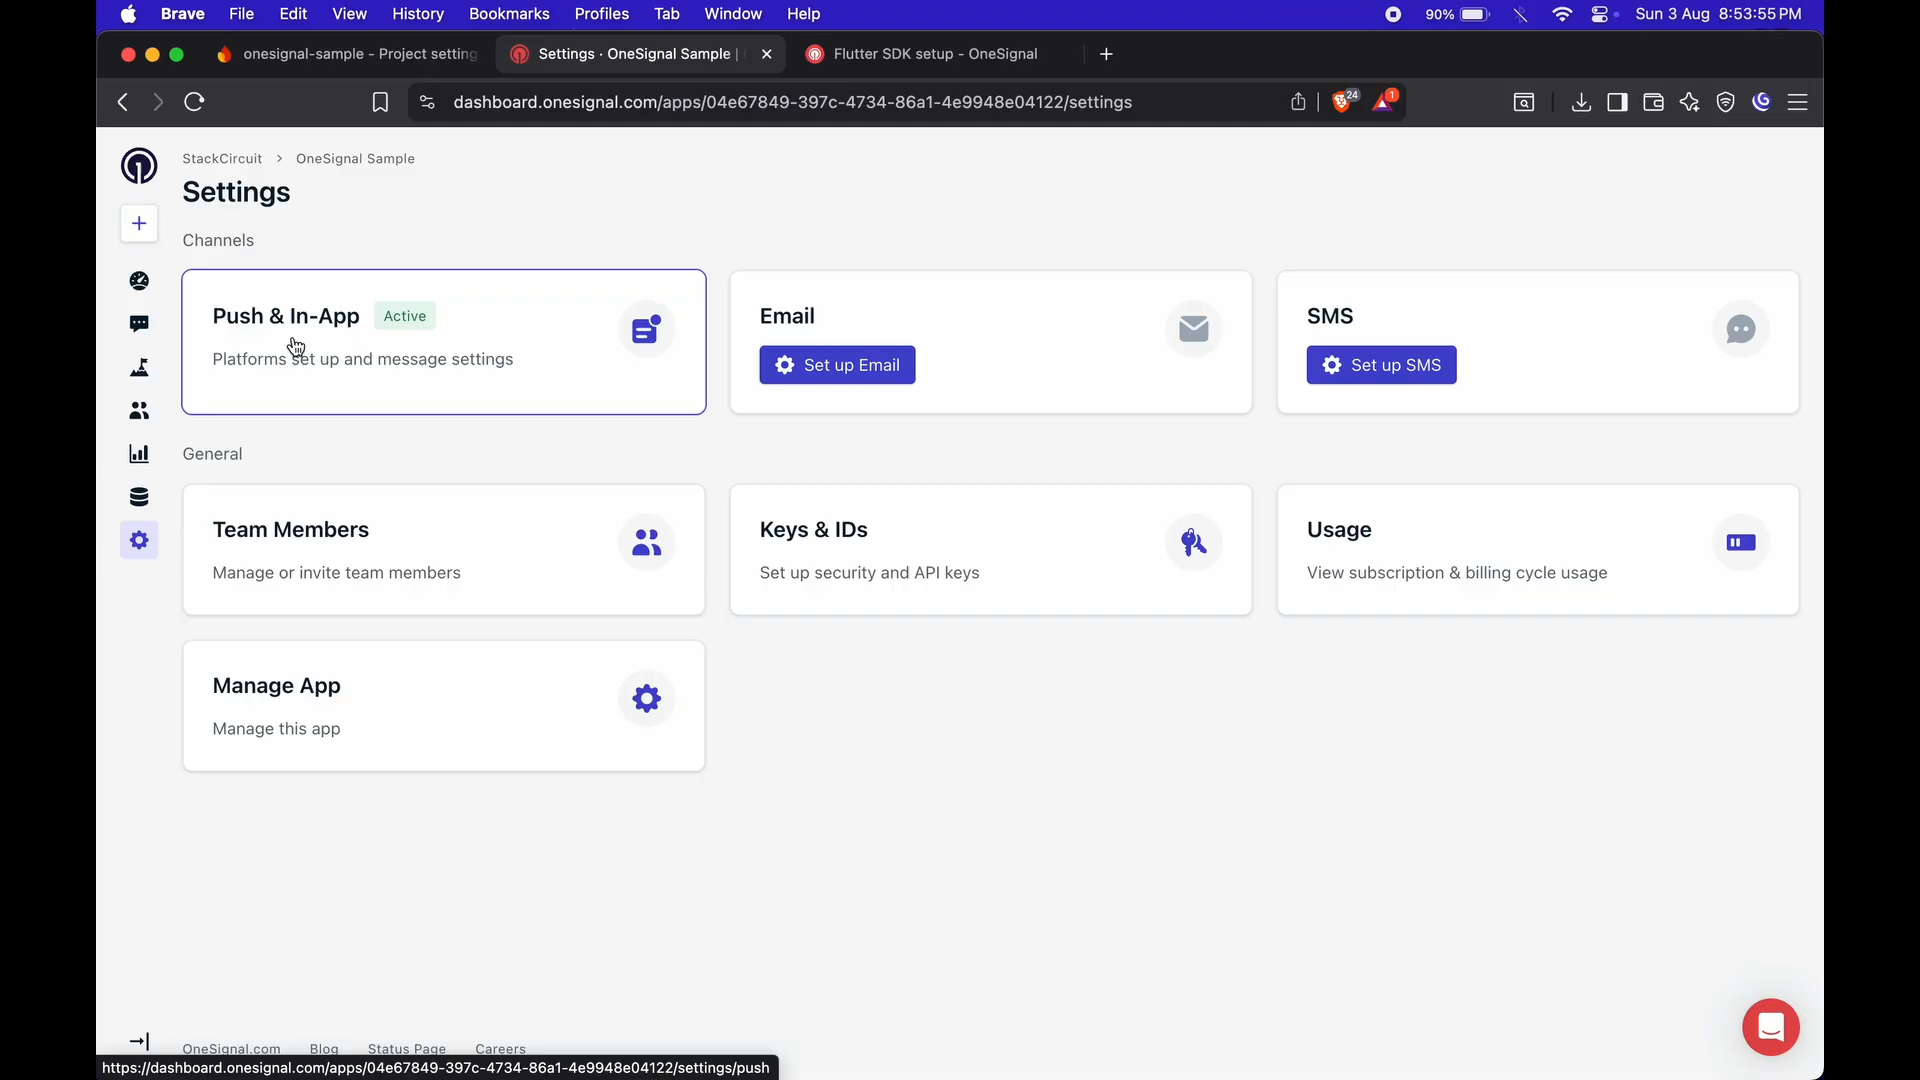 Brave File Edit View History Bookmarks Profiles Tab Window Help 90% Sun 3 Aug 8:53:55 PM
onesignal-sample - Project setting
Settings · OneSignal Sample |
Flutter SDK setup - OneSignal
dashboard.onesignal.com/apps/04e67849-397c-4734-86a1-4e9948e04122/settings
24
1
StackCircuit > OneSignal Sample
Settings
Channels
Push & In-App Active
Platforms set up and message settings
Email
Set up Email
SMS
Set up SMS
General
Team Members
Manage or invite team members
Keys & IDs
Set up security and API keys
Usage
View subscription & billing cycle usage
Manage App
Manage this app
OneSignal.com Blog Status Page Careers
https://dashboard.onesignal.com/apps/04e67849-397c-4734-86a1-4e9948e04122/settings/push